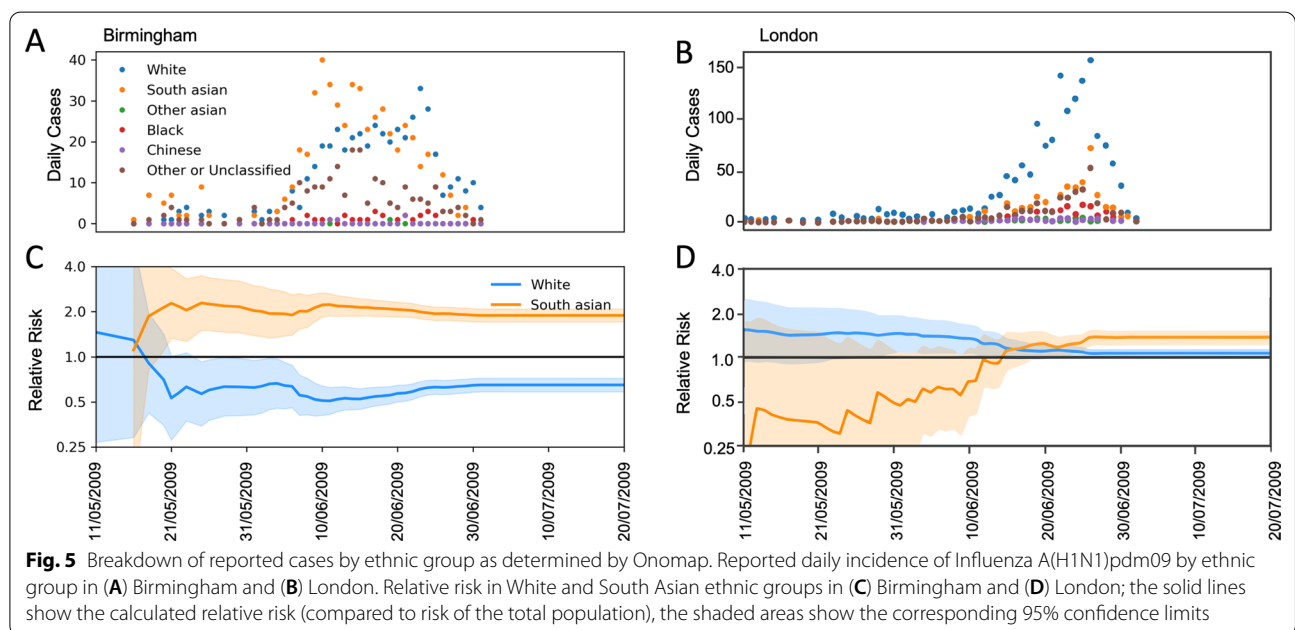 A
Birmingham
Daily Cases
40
30
20
10
0
White
South asian
Other asian
Black
Chinese
Other or Unclassified
B
London
Daily Cases
150
100
50
0
C
Relative Risk
4.0
2.0
1.0
0.5
0.25
White
South asian
11/05/2009
21/05/2009
31/05/2009
10/06/2009
20/06/2009
30/06/2009
10/07/2009
20/07/2009
D
Relative Risk
4.0
2.0
1.0
0.5
0.25
11/05/2009
21/05/2009
31/05/2009
10/06/2009
20/06/2009
30/06/2009
10/07/2009
20/07/2009
Fig. 5 Breakdown of reported cases by ethnic group as determined by Onomap. Reported daily incidence of Influenza A(H1N1)pdm09 by ethnic
group in (A) Birmingham and (B) London. Relative risk in White and South Asian ethnic groups in (C) Birmingham and (D) London; the solid lines
show the calculated relative risk (compared to risk of the total population), the shaded areas show the corresponding 95% confidence limits